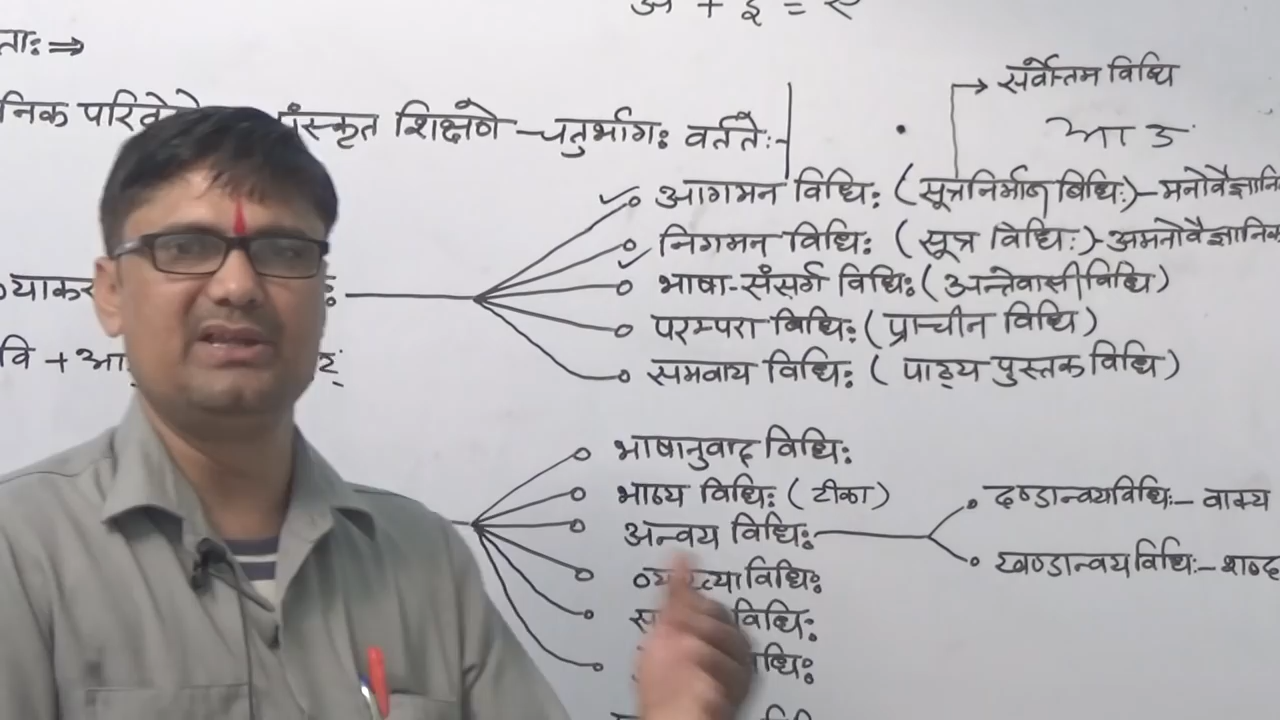 अ + इ = ए
ताः ⇒
सर्वोत्तम विधि
निक परिवेशे संस्कृत शिक्षणे - चतुर्भागः वर्तते:-
आ उ
आगमन विधिः (सूत्रनिर्माण विधिः) - मनोवैज्ञानि
निगमन विधिः (सूत्र विधिः) - अमनोवैज्ञानिक
व्याकर
भाषा-संसर्ग विधिः (अन्तेवासी विधि)
परम्परा विधिः (प्राचीन विधि)
वि + आ
समवाय विधिः (पाठ्य पुस्तक विधि)
भाषानुवाद विधिः
भाष्य विधिः (टीका)
दण्डान्वयविधिः - वाक्य
अन्वय विधिः
खण्डान्वयविधिः - शब्द
व्याख्या विधिः
विधिः
विधिः